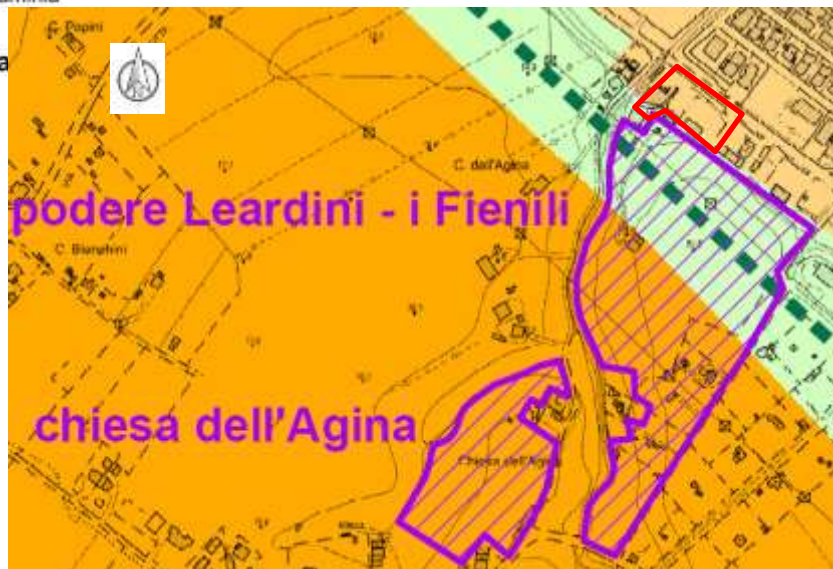 C. Popini
C. dell'Agina
podere Leardini - i Fienili
C. Bianchini
chiesa dell'Agina
Chiesa dell'Agina